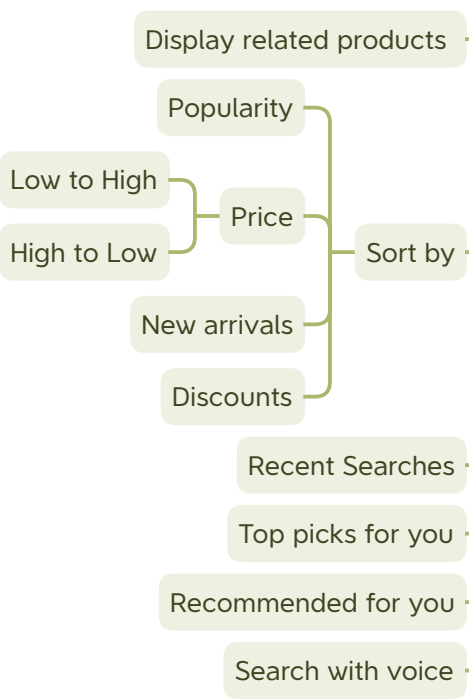 Display related products
Popularity
Low to High
Price
High to Low
Sort by
New arrivals
Discounts
Recent Searches
Top picks for you
Recommended for you
Search with voice